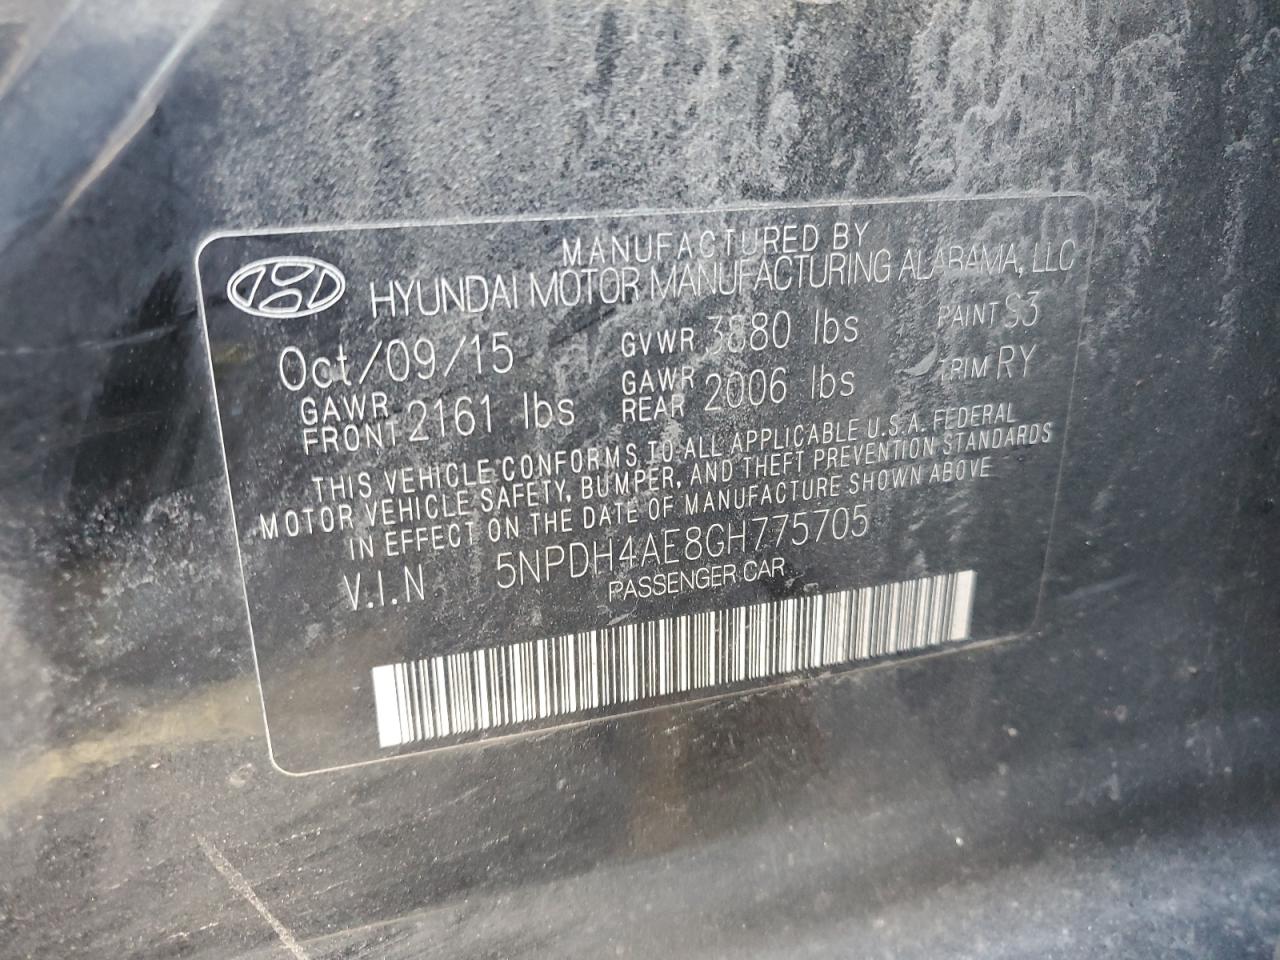 MANUFACTURED BY
HYUNDAI MOTOR MANUFACTURING ALABAMA, LLC
Oct/09/15 GVWR 3880 lbs PAINT S3
GAWR FRONT 2161 lbs GAWR REAR 2006 lbs TRIM RY
THIS VEHICLE CONFORMS TO ALL APPLICABLE U.S.A. FEDERAL
MOTOR VEHICLE SAFETY, BUMPER, AND THEFT PREVENTION STANDARDS
IN EFFECT ON THE DATE OF MANUFACTURE SHOWN ABOVE
V.I.N 5NPDH4AE8GH775705
PASSENGER CAR